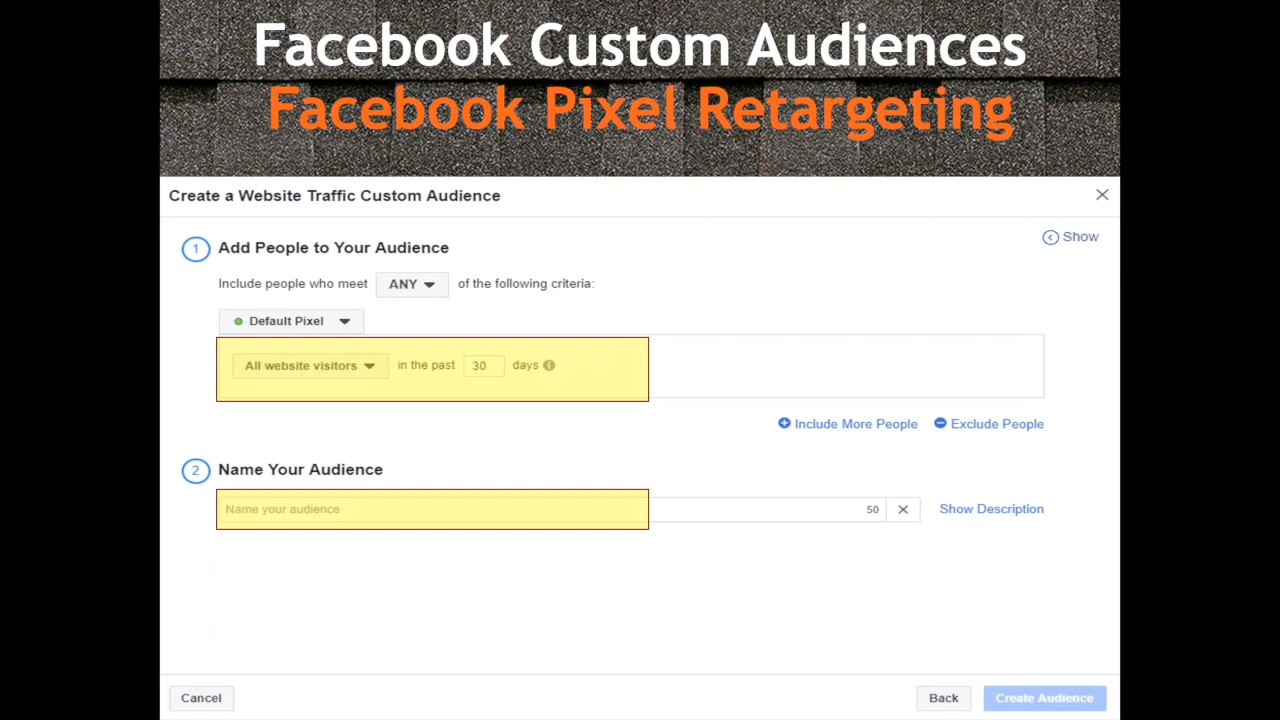 Facebook Custom Audiences
Facebook Pixel Retargeting
Create a Website Traffic Custom Audience
Show
1 Add People to Your Audience
Include people who meet ANY of the following criteria:
Default Pixel
All website visitors in the past 30 days
Include More People Exclude People
2 Name Your Audience
Name your audience 50 Show Description
Cancel Back Create Audience